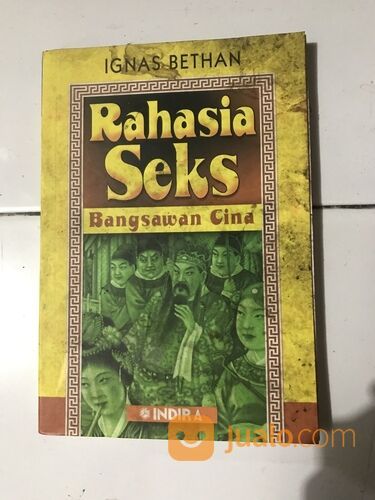 IGNAS BETHAN
Rahasia
Seks
Bangsawan Cina
INDIRA
jualo.com